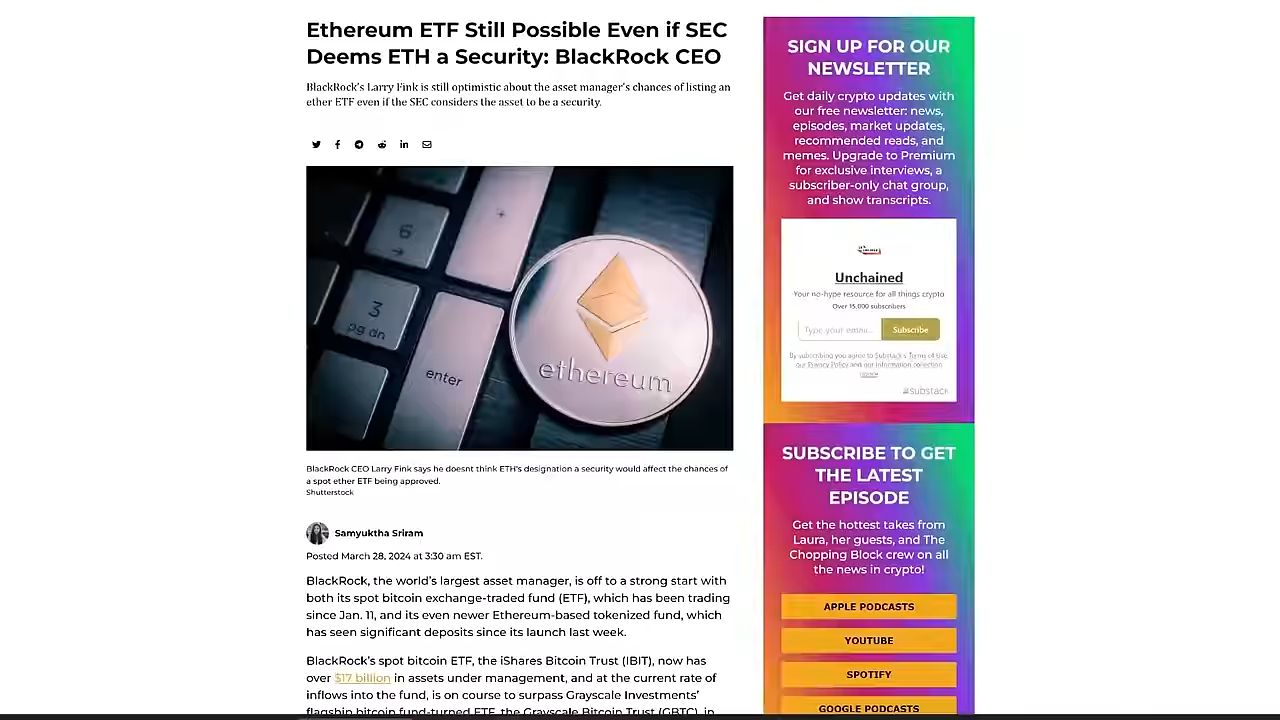 Ethereum ETF Still Possible Even if SEC
Deems ETH a Security: BlackRock CEO
BlackRock's Larry Fink is still optimistic about the asset manager's chances of listing an
ether ETF even if the SEC considers the asset to be a security.
6
3
pg dn
enter
ethereum
BlackRock CEO Larry Fink says he doesnt think ETH's designation a security would affect the chances of
a spot ether ETF being approved.
Shutterstock
Samyuktha Sriram
Posted March 28, 2024 at 3:30 am EST.
BlackRock, the world's largest asset manager, is off to a strong start with
both its spot bitcoin exchange-traded fund (ETF), which has been trading
since Jan. 11, and its even newer Ethereum-based tokenized fund, which
has seen significant deposits since its launch last week.
BlackRock's spot bitcoin ETF, the iShares Bitcoin Trust (IBIT), now has
over $17 billion in assets under management, and at the current rate of
inflows into the fund, is on course to surpass Grayscale Investments'
flagship bitcoin fund-turned ETF, the Grayscale Bitcoin Trust (GBTC), in
SIGN UP FOR OUR
NEWSLETTER
Get daily crypto updates with
our free newsletter: news,
episodes, market updates,
recommended reads, and
memes. Upgrade to Premium
for exclusive interviews, a
subscriber-only chat group,
and show transcripts.
Unchained
Your no-hype resource for all things crypto
Over 15,000 subscribers
Type your email...
Subscribe
By subscribing you agree to Substack's Terms of Use,
our Privacy Policy and our Information collection
notice
substack
SUBSCRIBE TO GET
THE LATEST
EPISODE
Get the hottest takes from
Laura, her guests, and The
Chopping Block crew on all
the news in crypto!
APPLE PODCASTS
YOUTUBE
SPOTIFY
GOOGLE PODCASTS